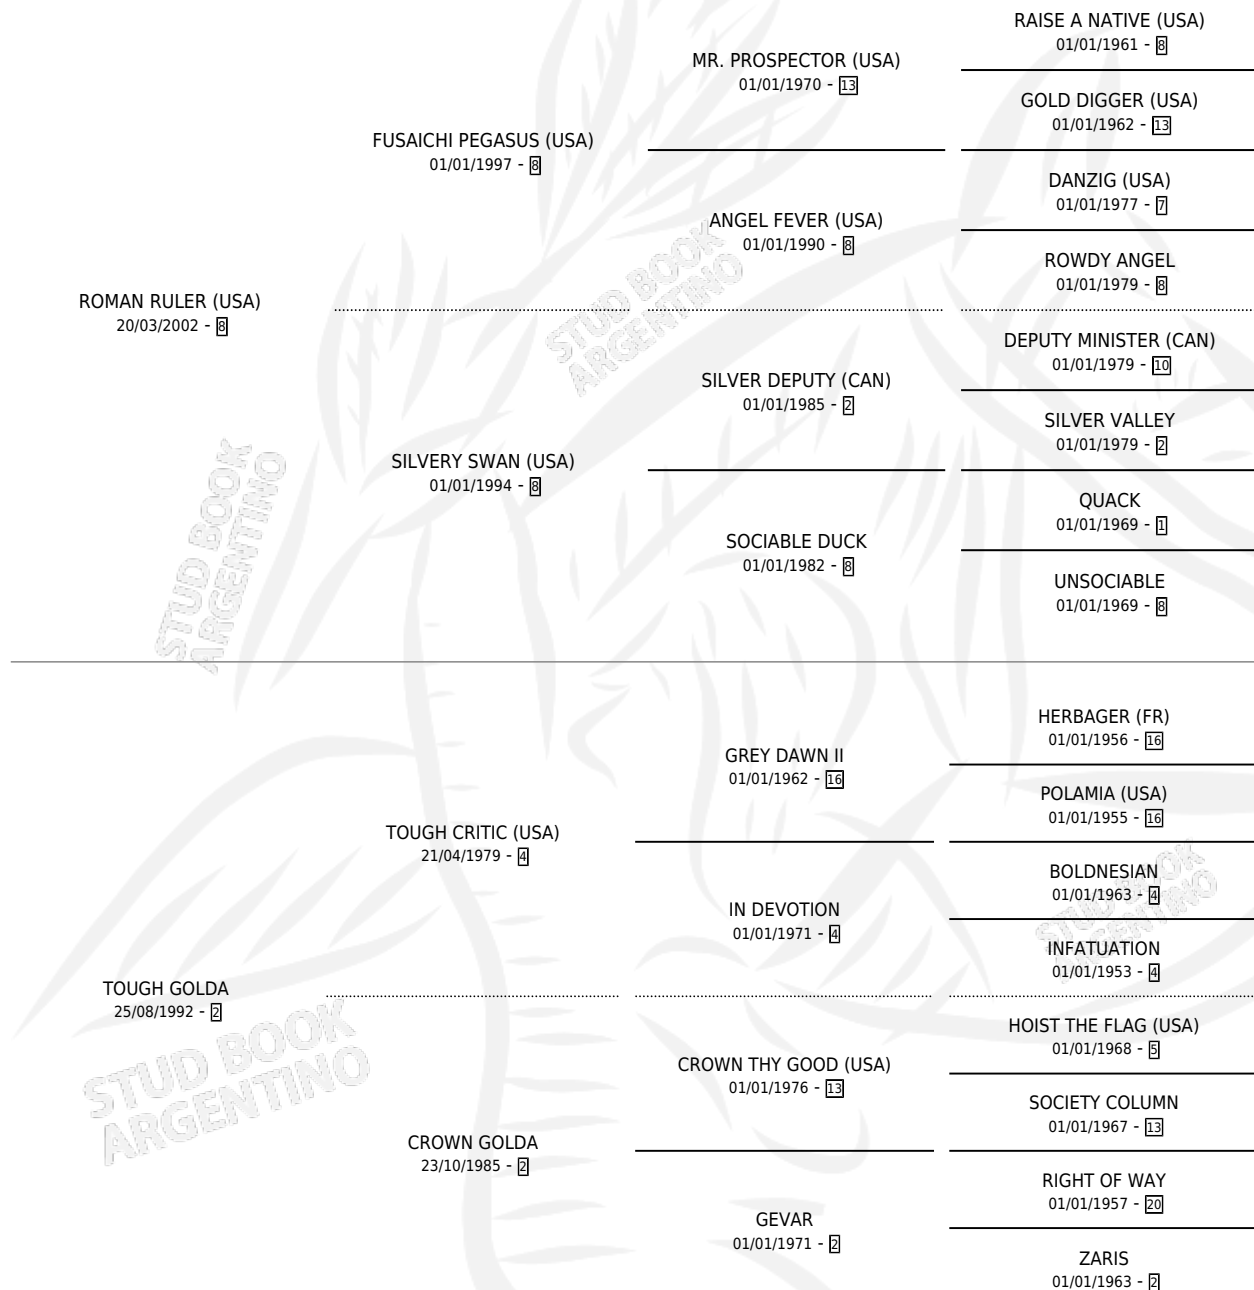 RAISE A NATIVE (USA)
01/01/1961 - 8
MR. PROSPECTOR (USA)
01/01/1970 - 13
GOLD DIGGER (USA)
01/01/1962 - 13
FUSAICHI PEGASUS (USA)
01/01/1997 - 8
DANZIG (USA)
01/01/1977 - 7
ANGEL FEVER (USA)
01/01/1990 - 8
ROWDY ANGEL
01/01/1979 - 8
ROMAN RULER (USA)
20/03/2002 - 8
DEPUTY MINISTER (CAN)
01/01/1979 - 10
SILVER DEPUTY (CAN)
01/01/1985 - 2
SILVER VALLEY
01/01/1979 - 2
SILVERY SWAN (USA)
01/01/1994 - 8
QUACK
01/01/1969 - 1
SOCIABLE DUCK
01/01/1982 - 8
UNSOCIABLE
01/01/1969 - 8
HERBAGER (FR)
01/01/1956 - 16
GREY DAWN II
01/01/1962 - 16
POLAMIA (USA)
01/01/1955 - 16
TOUGH CRITIC (USA)
21/04/1979 - 4
BOLDNESIAN
01/01/1963 - 4
IN DEVOTION
01/01/1971 - 4
INFATUATION
01/01/1953 - 4
TOUGH GOLDA
25/08/1992 - 2
HOIST THE FLAG (USA)
01/01/1968 - 5
CROWN THY GOOD (USA)
01/01/1976 - 13
SOCIETY COLUMN
01/01/1967 - 13
CROWN GOLDA
23/10/1985 - 2
RIGHT OF WAY
01/01/1957 - 20
GEVAR
01/01/1971 - 2
ZARIS
01/01/1963 - 2
STUD BOOK
ARGENTINO
STUD BOOK
ARGENTINO
STUD BOOK
ARGENTINO
STUD BOOK
ARGENTINO